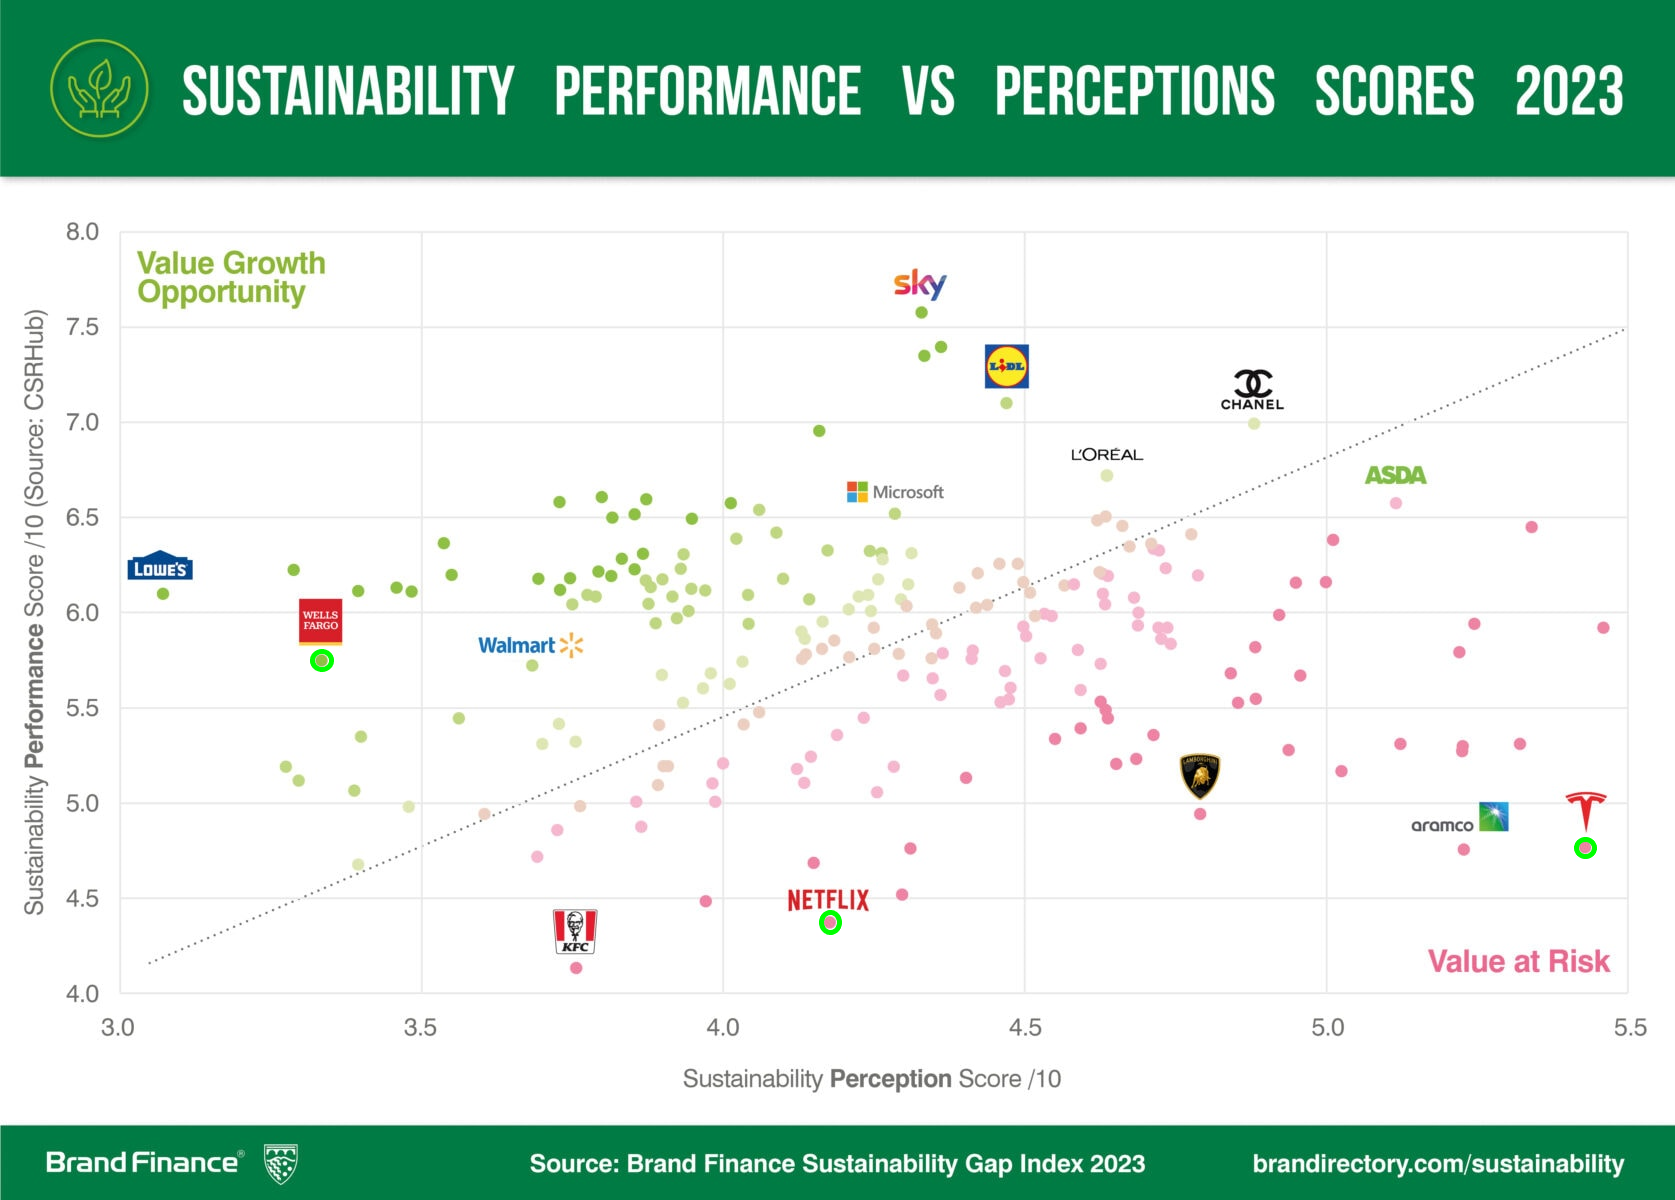 SUSTAINABILITY PERFORMANCE VS PERCEPTIONS SCORES 2023
Value Growth
Opportunity
Value at Risk
Sustainability Performance Score /10 (Source: CSRHub)
8.0
7.5
7.0
6.5
6.0
5.5
5.0
4.5
4.0
3.0
3.5
4.0
4.5
5.0
5.5
Sustainability Perception Score /10
sky
LIDL
CHANEL
L'ORÉAL
ASDA
Microsoft
LOWE'S
WELLS
FARGO
Walmart
LAMBORGHINI
aramco
NETFLIX
KFC
Brand Finance®
Source: Brand Finance Sustainability Gap Index 2023
brandirectory.com/sustainability